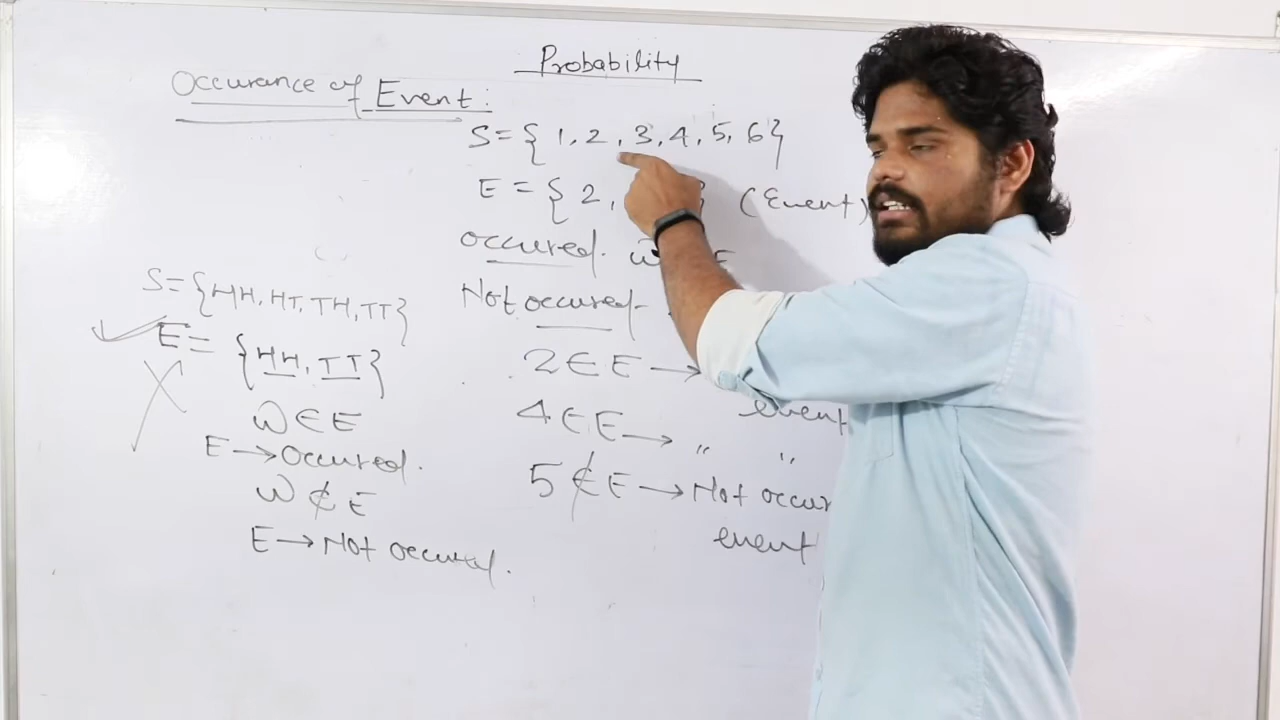 Probability
Occurance of Event:
S={1,2,3,4,5,6}
E={2, } (Event)
occured. ω
Not occured
2∈E→
event
4∈E→ " "
5∉E→Not occur
event
S={HH,HT,TH,TT}
E= {HH,TT}
ω∈E
E→Occured.
ω∉E
E→Not occured.